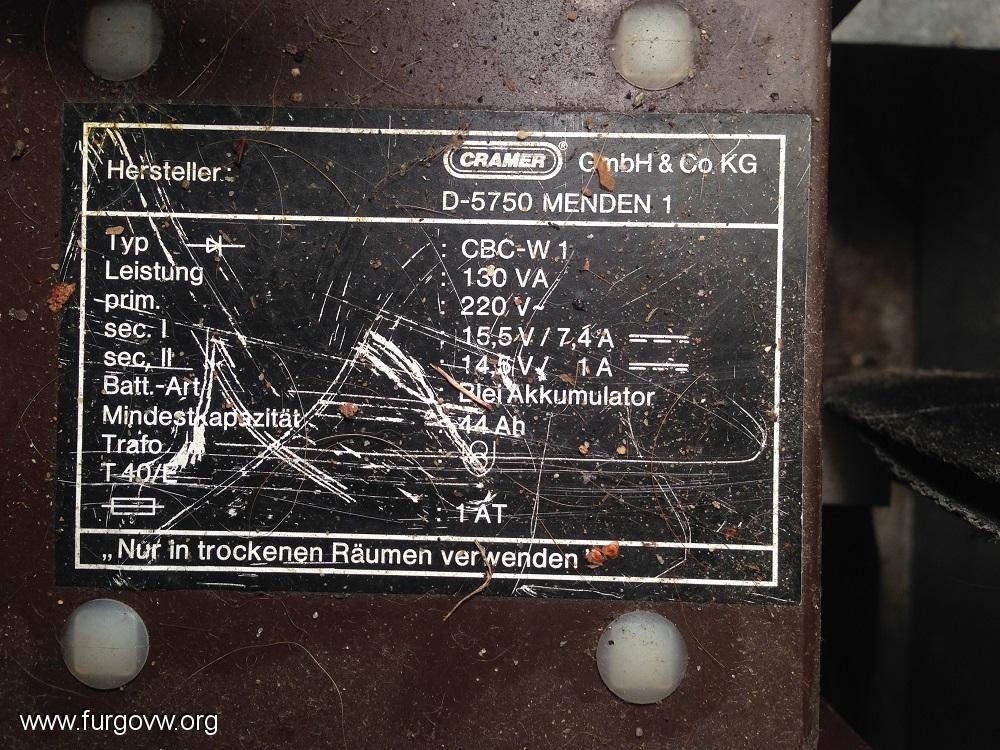 Hersteller: CRAMER® GmbH & Co KG
D-5750 MENDEN 1
Typ : CBC-W 1
Leistung : 130 VA
prim. : 220 V~
sec. I : 15,5 V / 7,4 A
sec. II : 14,5 V / 1 A
Batt.-Art : Blei Akkumulator
Mindestkapazität : 44 Ah
Trafo
T 40/E
: 1 AT
„Nur in trockenen Räumen verwenden"
www.furgovw.org